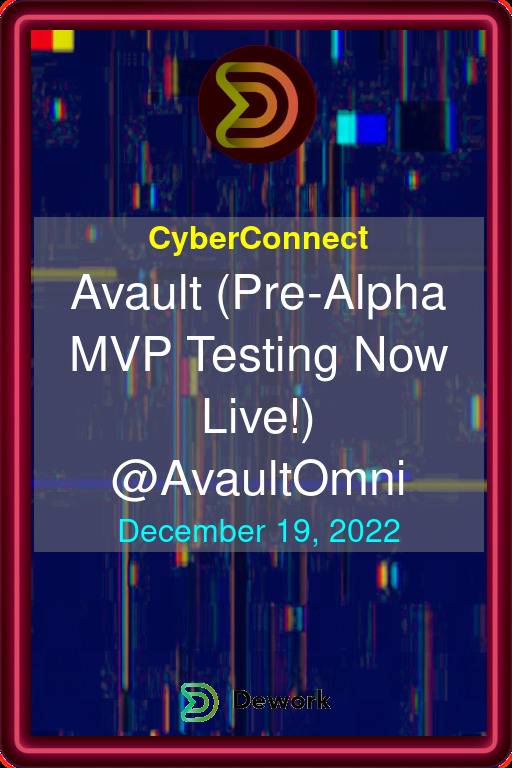 CyberConnect
Avault (Pre-Alpha
MVP Testing Now
Live!)
@AvaultOmni
December 19, 2022
Dework